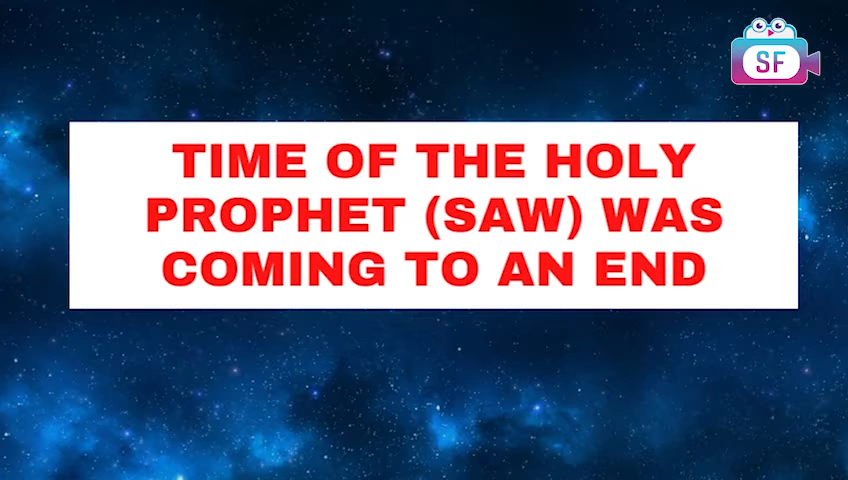 SF
TIME OF THE HOLY
PROPHET (SAW) WAS
COMING TO AN END